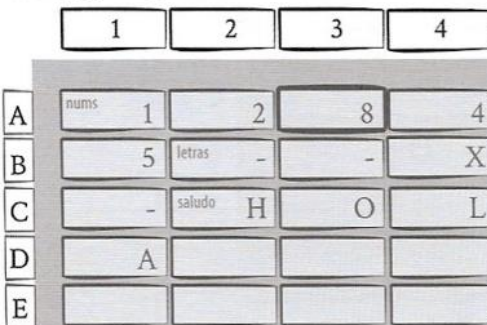 1 2 3 4
A nums 1 2 8 4
B 5 letras - - X
C - saludo H O L
D A
E